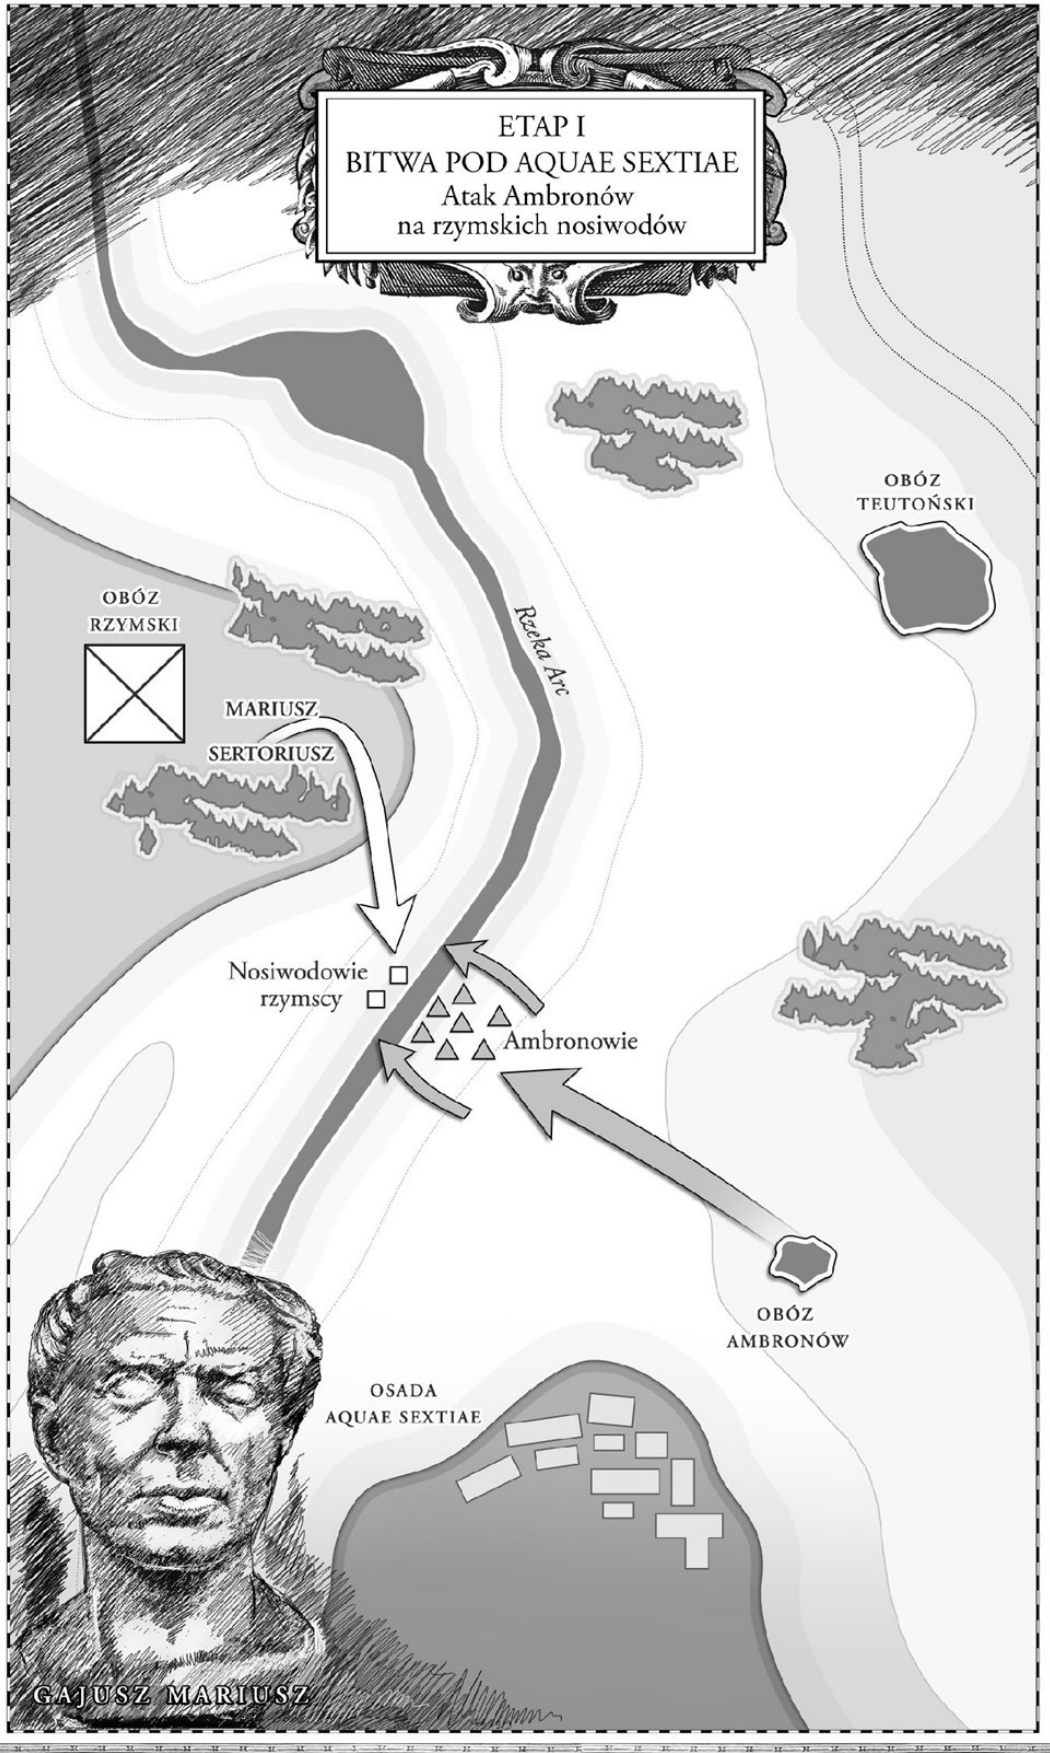 ETAP I
BITWA POD AQUAE SEXTIAE
Atak Ambronów
na rzymskich nosiwodów
OBÓZ
TEUTOŃSKI
OBÓZ
RZYMSKI
Rzeka Arc
MARIUSZ
SERTORIUSZ
Nosiwodowie
rzymscy
Ambronowie
OBÓZ
AMBRONÓW
OSADA
AQUAE SEXTIAE
GAJUSZ MARIUSZ